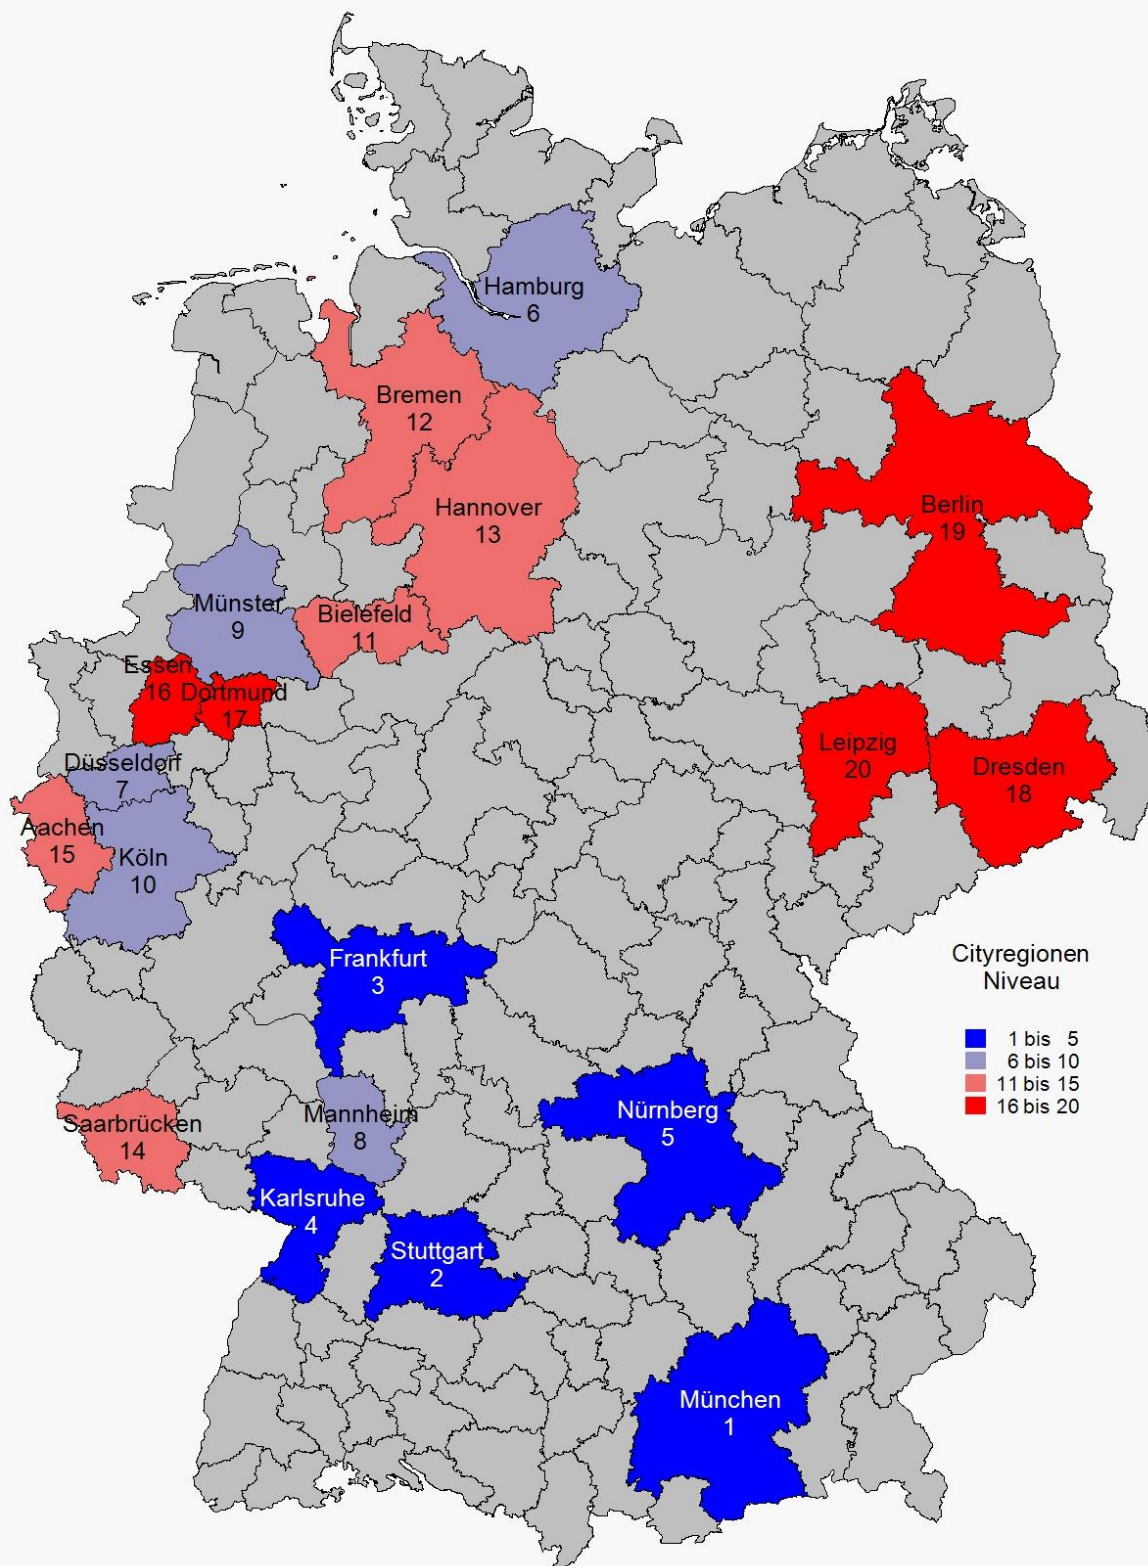 Hamburg
6
Bremen
12
Hannover
13
Berlin
19
Münster
9
Bielefeld
11
Essen
16
Dortmund
17
Düsseldorf
7
Leipzig
20
Dresden
18
Aachen
15
Köln
10
Frankfurt
3
Cityregionen
Niveau
1 bis 5
6 bis 10
11 bis 15
16 bis 20
Nürnberg
5
Mannheim
8
Saarbrücken
14
Karlsruhe
4
Stuttgart
2
München
1